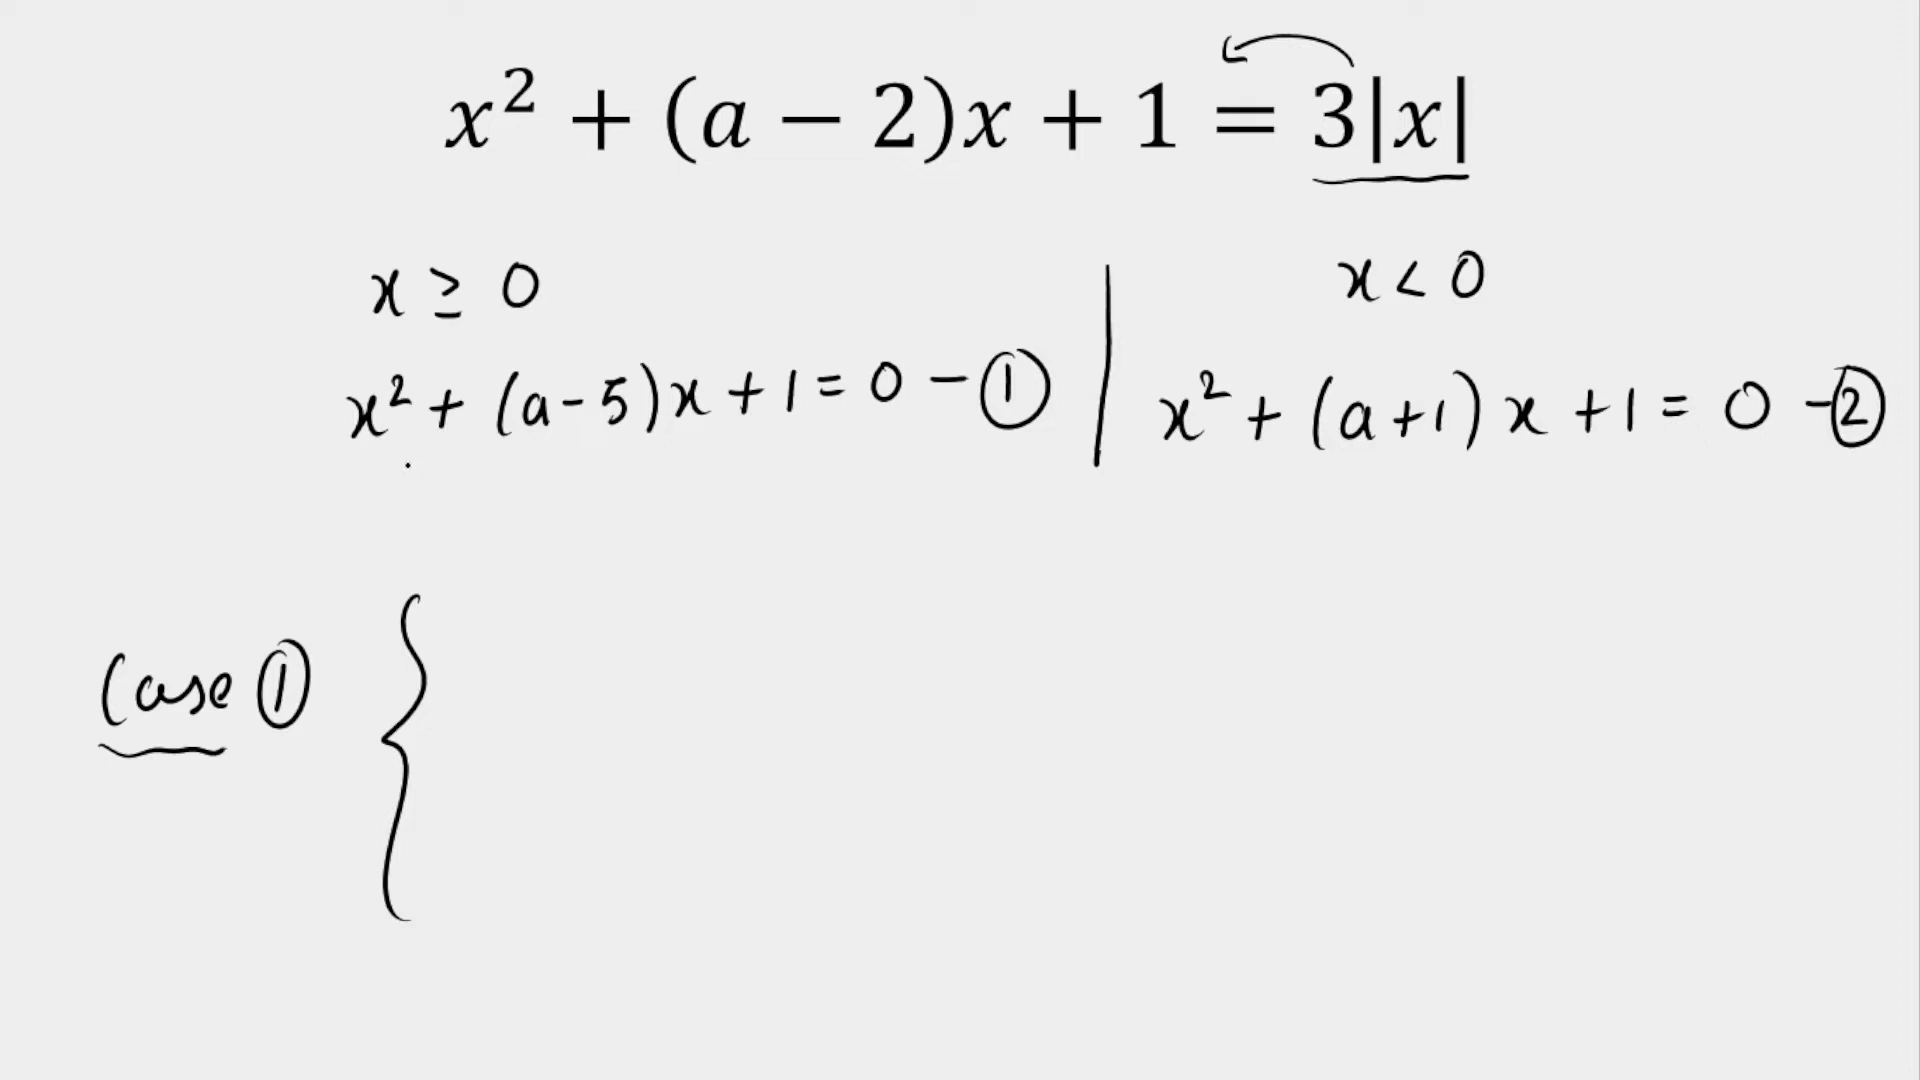 x² + (a − 2)x + 1 = 3|x|
x ≥ 0
x² + (a - 5)x + 1 = 0 - ①
x < 0
x² + (a + 1)x + 1 = 0 - ②
Case ① {